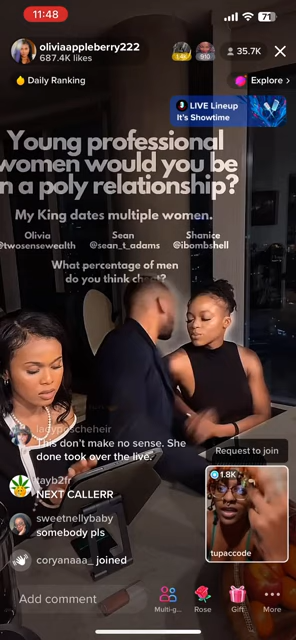 11:48
71
oliviaappleberry222
687.4K likes
35.7K
Daily Ranking
Explore >
LIVE Lineup
It's Showtime
Young professional
women would you be
n a poly relationship?
My King dates multiple women.
Olivia Sean Shanice
@twosensewealth @sean_t_adams @ibombshell
What percentage of men
do you think
This don't make no sense. She
done took over the live.
Request to join
tayb2fr
NEXT CALLERR
1.8K
sweetnellybaby
somebody pls
tupaccode
coryanaaa_ joined
Add comment
Multi-g...
Rose
Gift
More